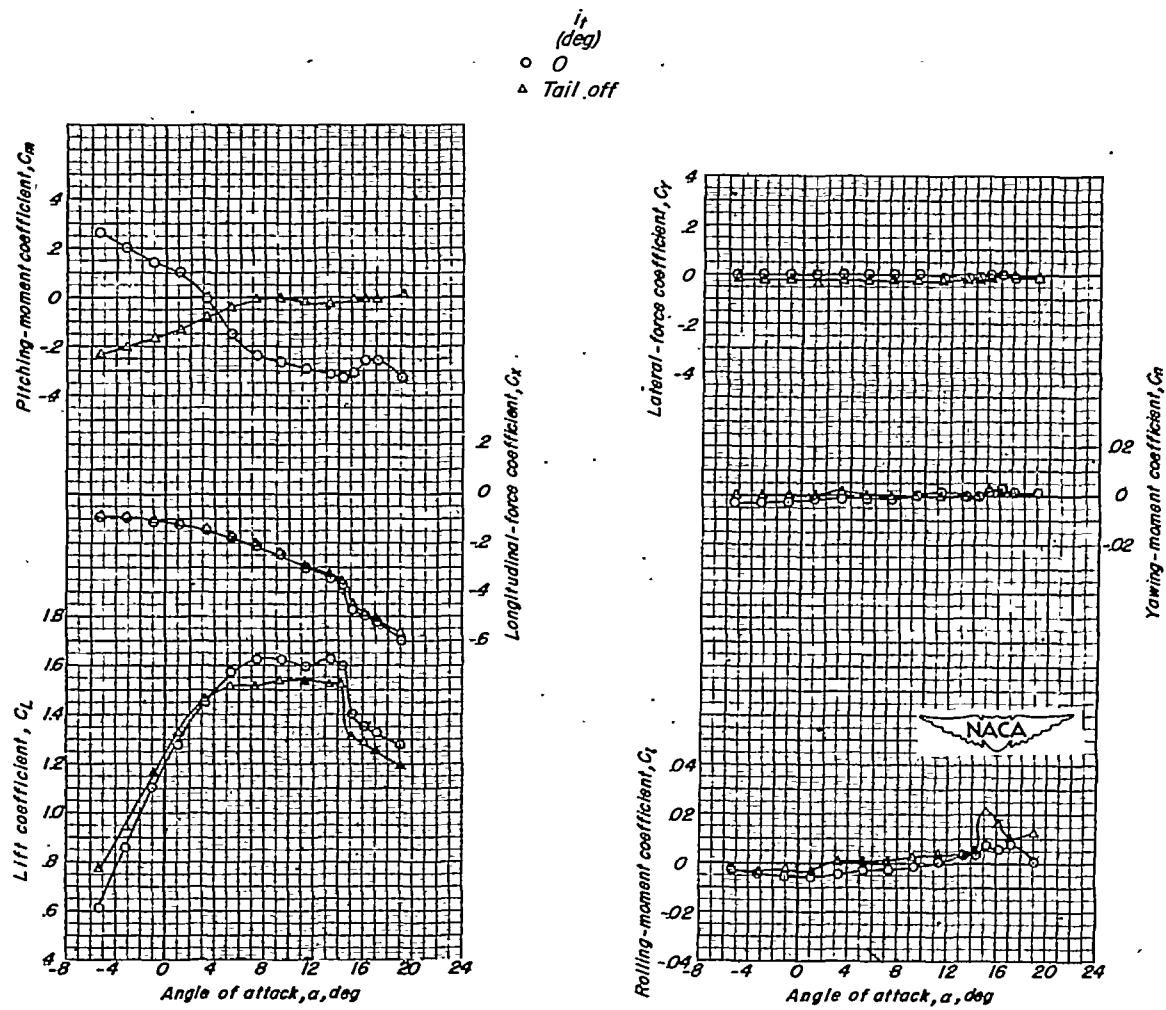 it
(deg)
0
Tail off
Pitching-moment coefficient, Cm
.4
.2
0
-.2
-.4
Longitudinal-force coefficient, Cx
.2
0
-.2
-.4
-.6
Lift coefficient, CL
1.8
1.6
1.4
1.2
1.0
.8
.6
.4
-8 -4 0 4 8 12 16 20 24
Angle of attack, α, deg
Lateral-force coefficient, CY
.4
.2
0
-.2
-.4
Yawing-moment coefficient, Cn
.02
0
-.02
NACA
Rolling-moment coefficient, Cl
.04
.02
0
-.02
-.04
-8 -4 0 4 8 12 16 20 24
Angle of attack, α, deg